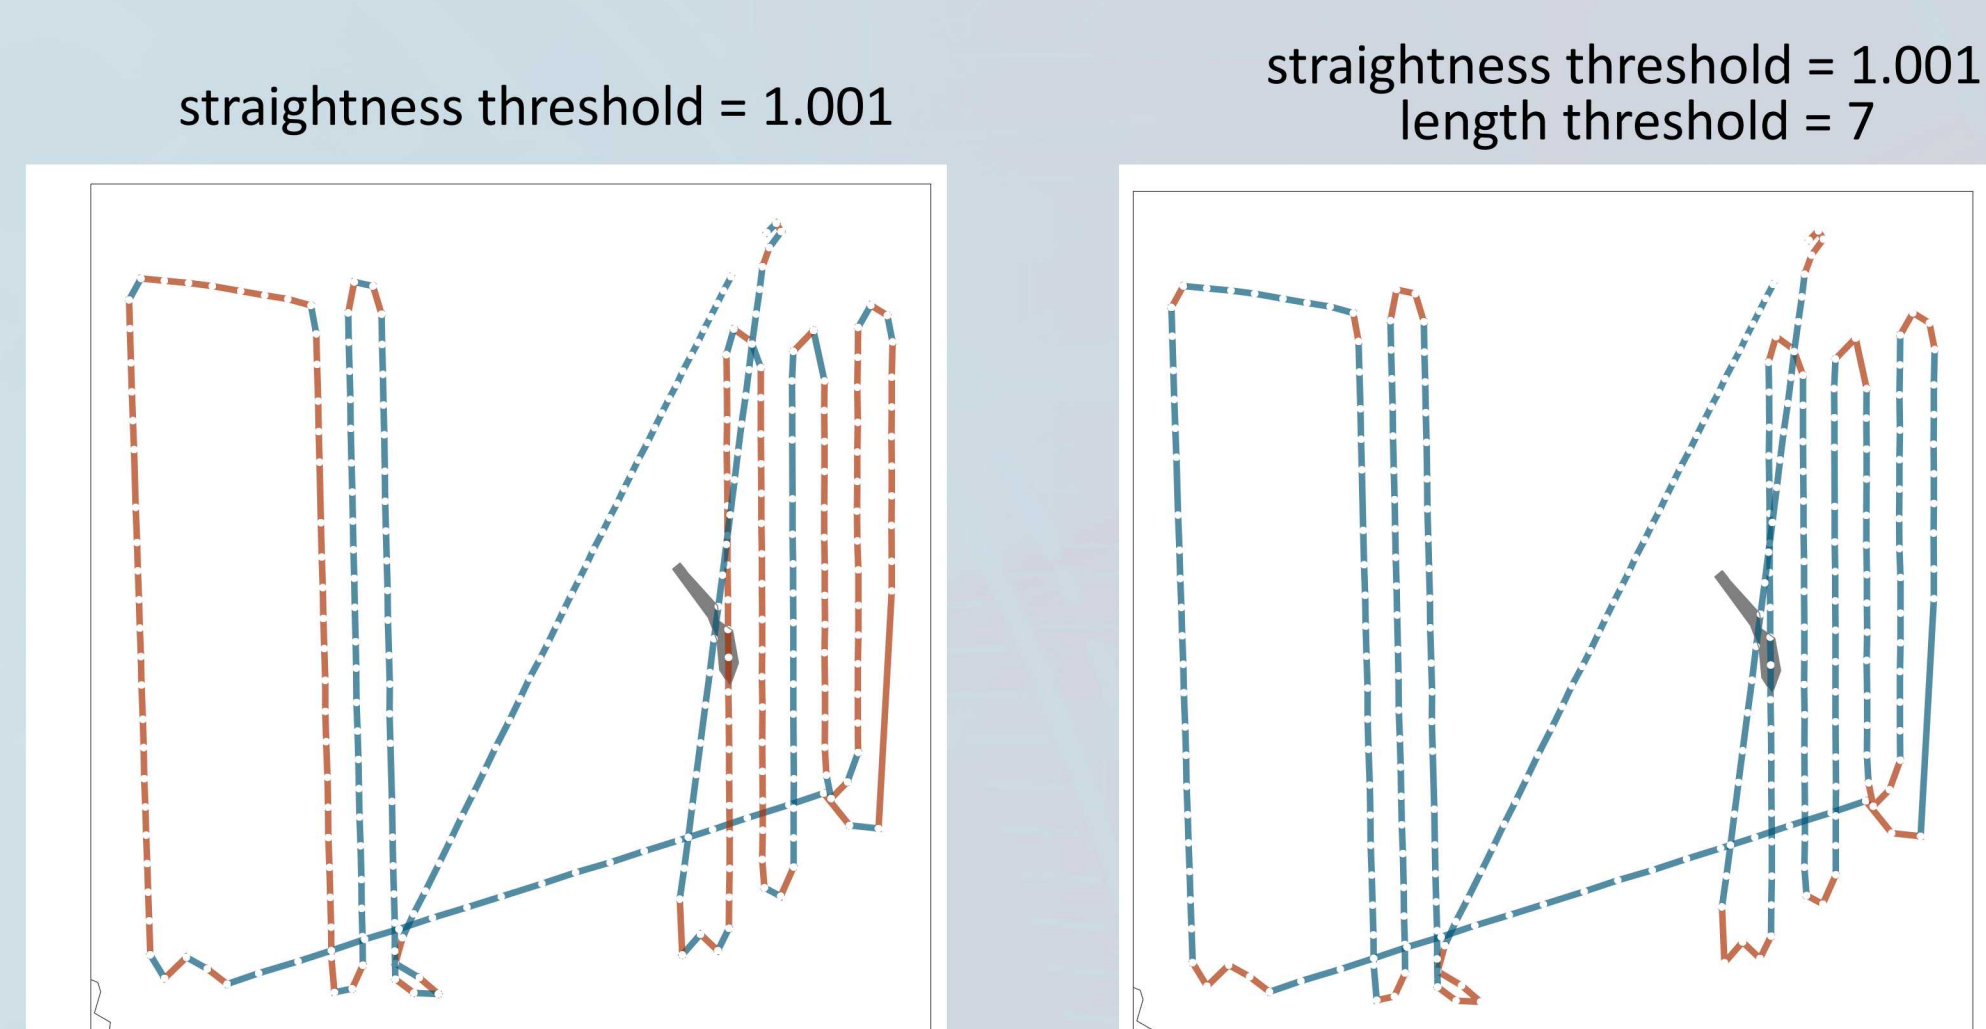 straightness threshold = 1.001
straightness threshold = 1.001
length threshold = 7